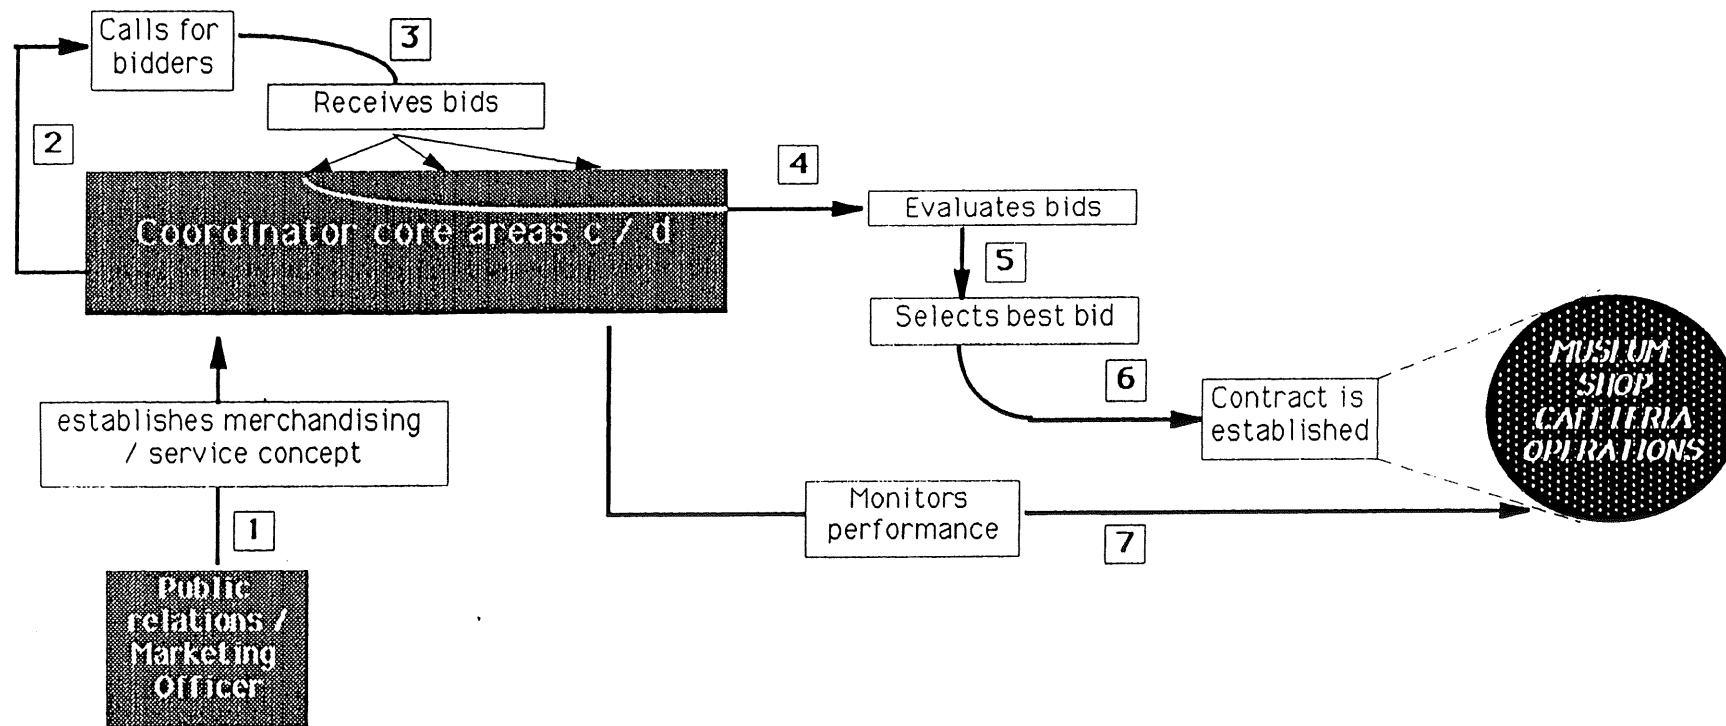 Calls for
bidders
3
Receives bids
2
4
Coordinator core areas c / d
Evaluates bids
5
Selects best bid
6
Contract is
established
MUSEUM
SHOP
CAFETERIA
OPERATIONS
establishes merchandising
/ service concept
Monitors
performance
7
1
Public
relations /
Marketing
Officer